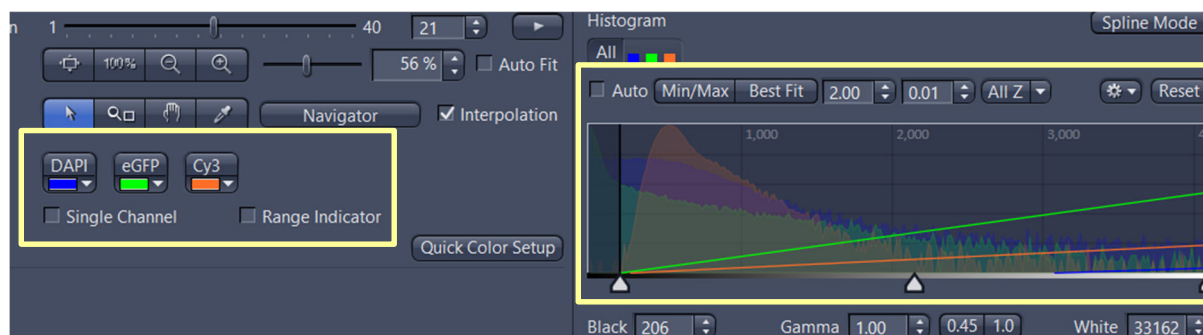 n 1 40 21
100% 56 % Auto Fit
Navigator Interpolation
DAPI eGFP Cy3
Single Channel Range Indicator
Quick Color Setup
Histogram Spline Mode
All
Auto Min/Max Best Fit 2.00 0.01 All Z Reset
1,000 2,000 3,000 4
Black 206 Gamma 1.00 0.45 1.0 White 33162